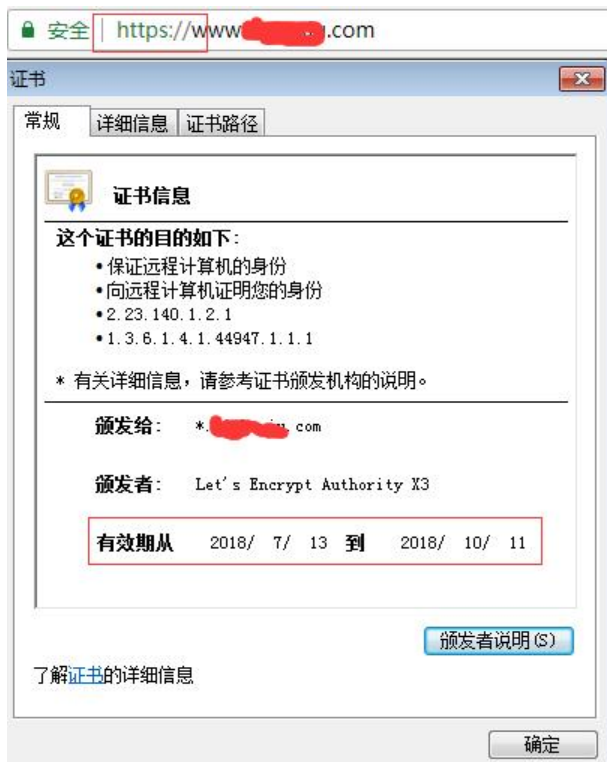 安全 | https://www. .com
证书
常规 详细信息 证书路径
证书信息
这个证书的目的如下:
•保证远程计算机的身份
•向远程计算机证明您的身份
•2.23.140.1.2.1
•1.3.6.1.4.1.44947.1.1.1
* 有关详细信息,请参考证书颁发机构的说明。
颁发给: *. .com
颁发者: Let's Encrypt Authority X3
有效期从 2018/ 7/ 13 到 2018/ 10/ 11
颁发者说明(S)
了解证书的详细信息
确定